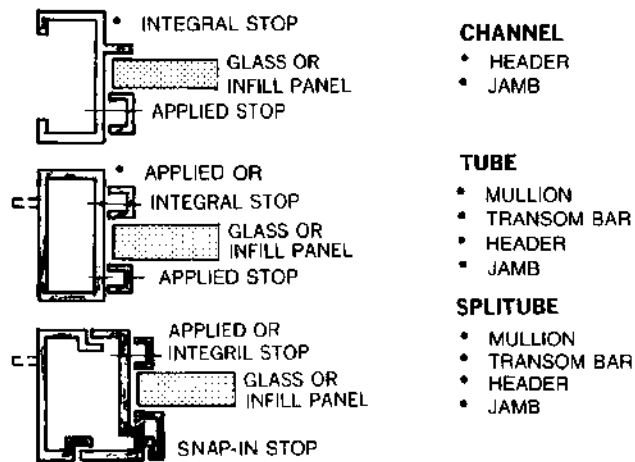 • INTEGRAL STOP
GLASS OR
INFILL PANEL
APPLIED STOP
CHANNEL
• HEADER
• JAMB
• APPLIED OR
INTEGRAL STOP
GLASS OR
INFILL PANEL
APPLIED STOP
TUBE
• MULLION
• TRANSOM BAR
• HEADER
• JAMB
APPLIED OR
INTEGRIL STOP
GLASS OR
INFILL PANEL
SNAP-IN STOP
SPLITUBE
• MULLION
• TRANSOM BAR
• HEADER
• JAMB